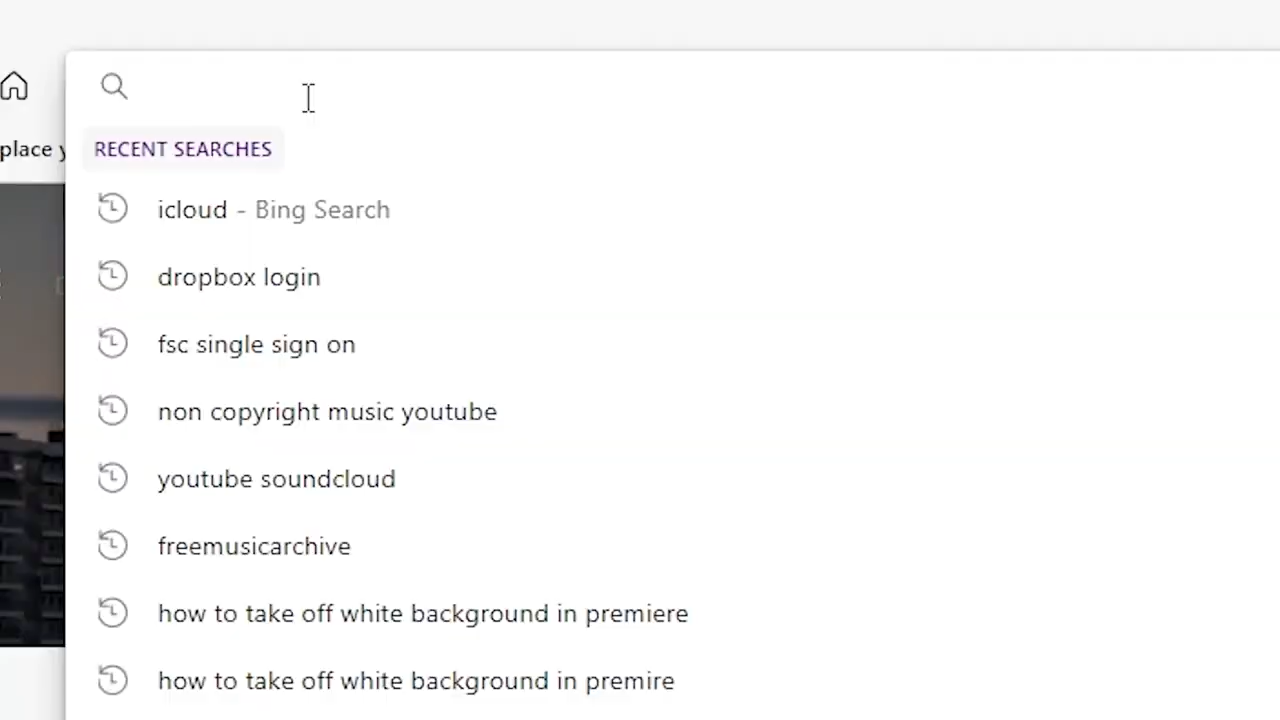 place y
RECENT SEARCHES
icloud - Bing Search
dropbox login
fsc single sign on
non copyright music youtube
youtube soundcloud
freemusicarchive
how to take off white background in premiere
how to take off white background in premire